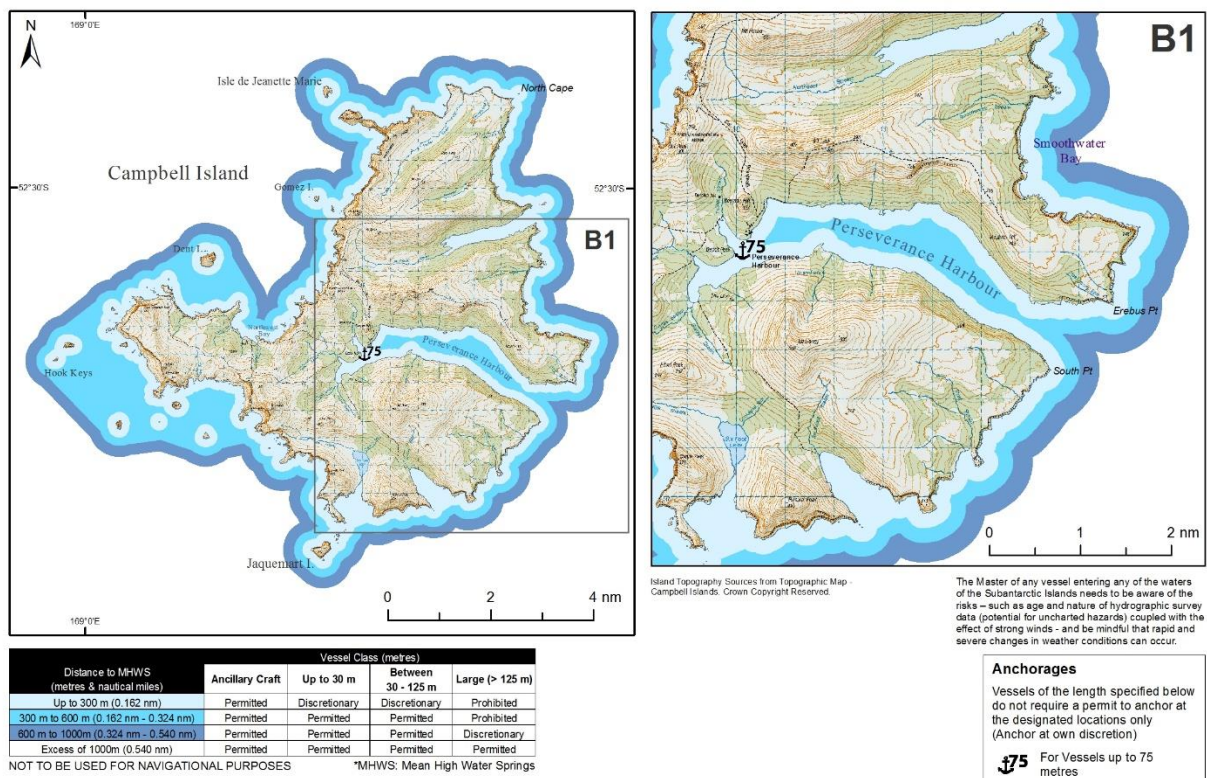 N
169°0'E
Isle de Jeanette Marie
North Cape
Campbell Island
52°30'S
52°30'S
Gomez I.
B1
Dent I.
Northwest Bay
Hook Keys
75
Perseverance Harbour
Jaquemart I.
0 2 4 nm
169°0'E
B1
Smoothwater
Bay
75
Perseverance
Harbour
Perseverance Harbour
Erebus Pt
South Pt
0 1 2 nm
Island Topography Sources from Topographic Map -
Campbell Islands. Crown Copyright Reserved.
The Master of any vessel entering any of the waters
of the Subantarctic Islands needs to be aware of the
risks – such as age and nature of hydrographic survey
data (potential for uncharted hazards) coupled with the
effect of strong winds - and be mindful that rapid and
severe changes in weather conditions can occur.
Vessel Class (metres)
Distance to MHWS
(metres & nautical miles)
Ancillary Craft
Up to 30 m
Between
30 - 125 m
Large (> 125 m)
Up to 300 m (0.162 nm) Permitted Discretionary Discretionary Prohibited
300 m to 600 m (0.162 nm - 0.324 nm) Permitted Permitted Permitted Prohibited
600 m to 1000m (0.324 nm - 0.540 nm) Permitted Permitted Permitted Discretionary
Excess of 1000m (0.540 nm) Permitted Permitted Permitted Permitted
NOT TO BE USED FOR NAVIGATIONAL PURPOSES
*MHWS: Mean High Water Springs
Anchorages
Vessels of the length specified below
do not require a permit to anchor at
the designated locations only
(Anchor at own discretion)
75 For Vessels up to 75
metres